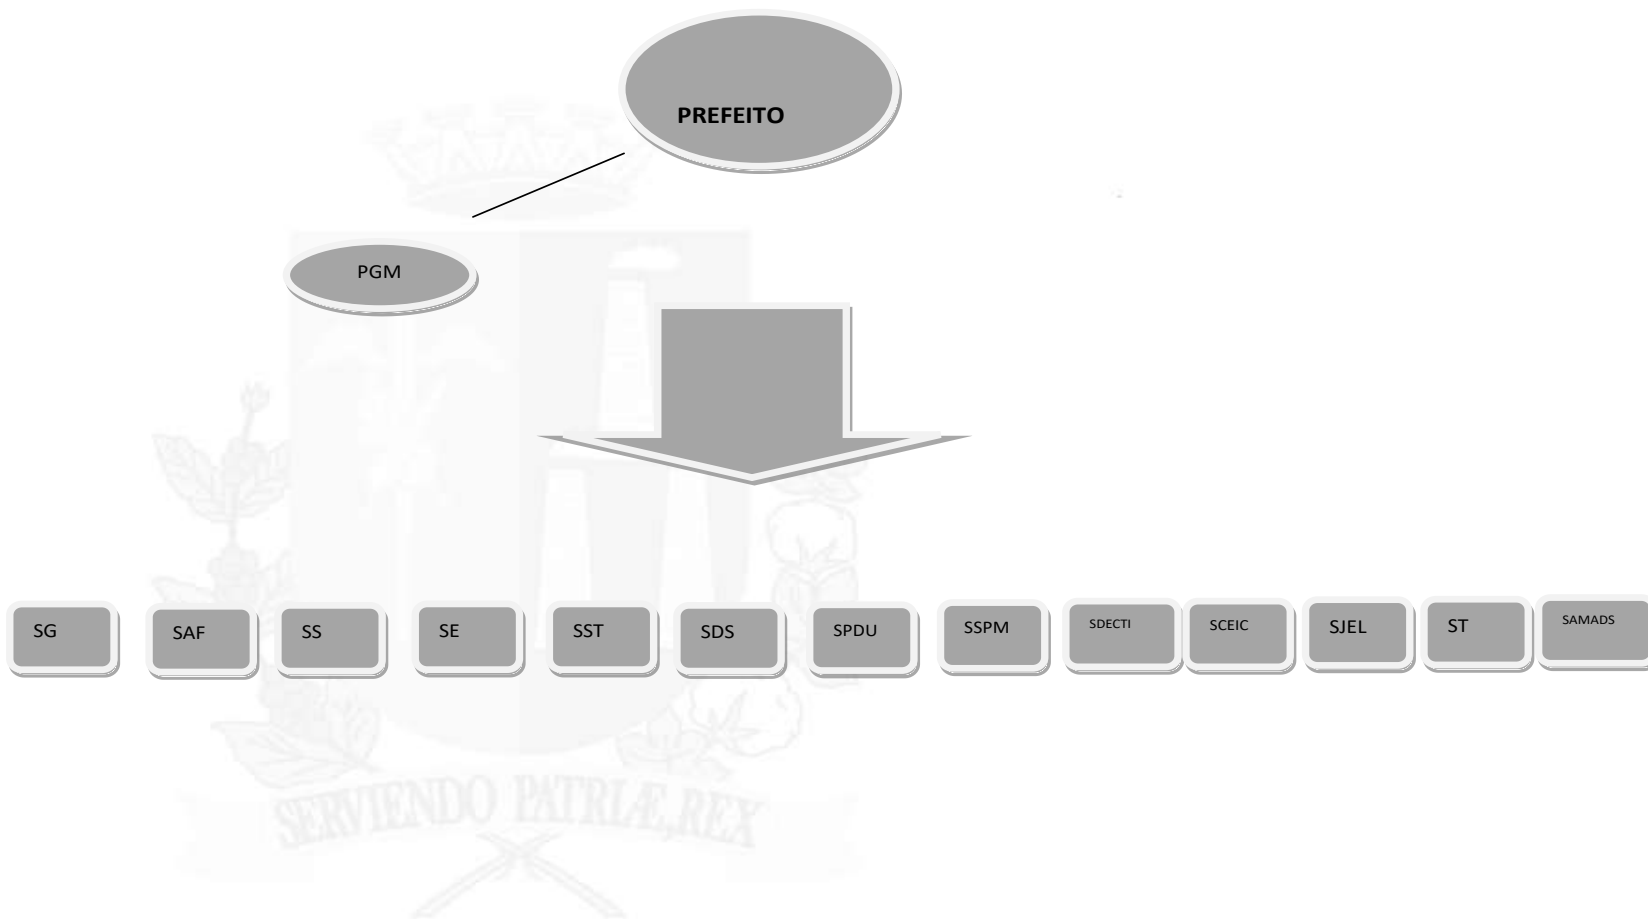 PREFEITO
PGM
SG
SAF
SS
SE
SST
SDS
SPDU
SSPM
SDECTI
SCEIC
SJEL
ST
SAMADS
SERVIENDO PATRIÆ, REX